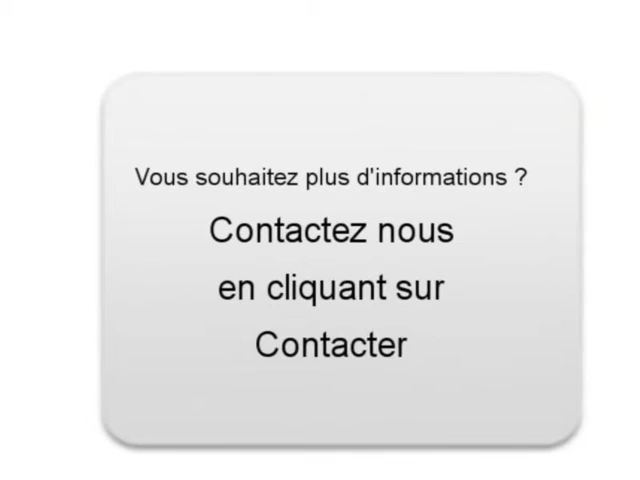 Vous souhaitez plus d'informations ?
Contactez nous
en cliquant sur
Contacter